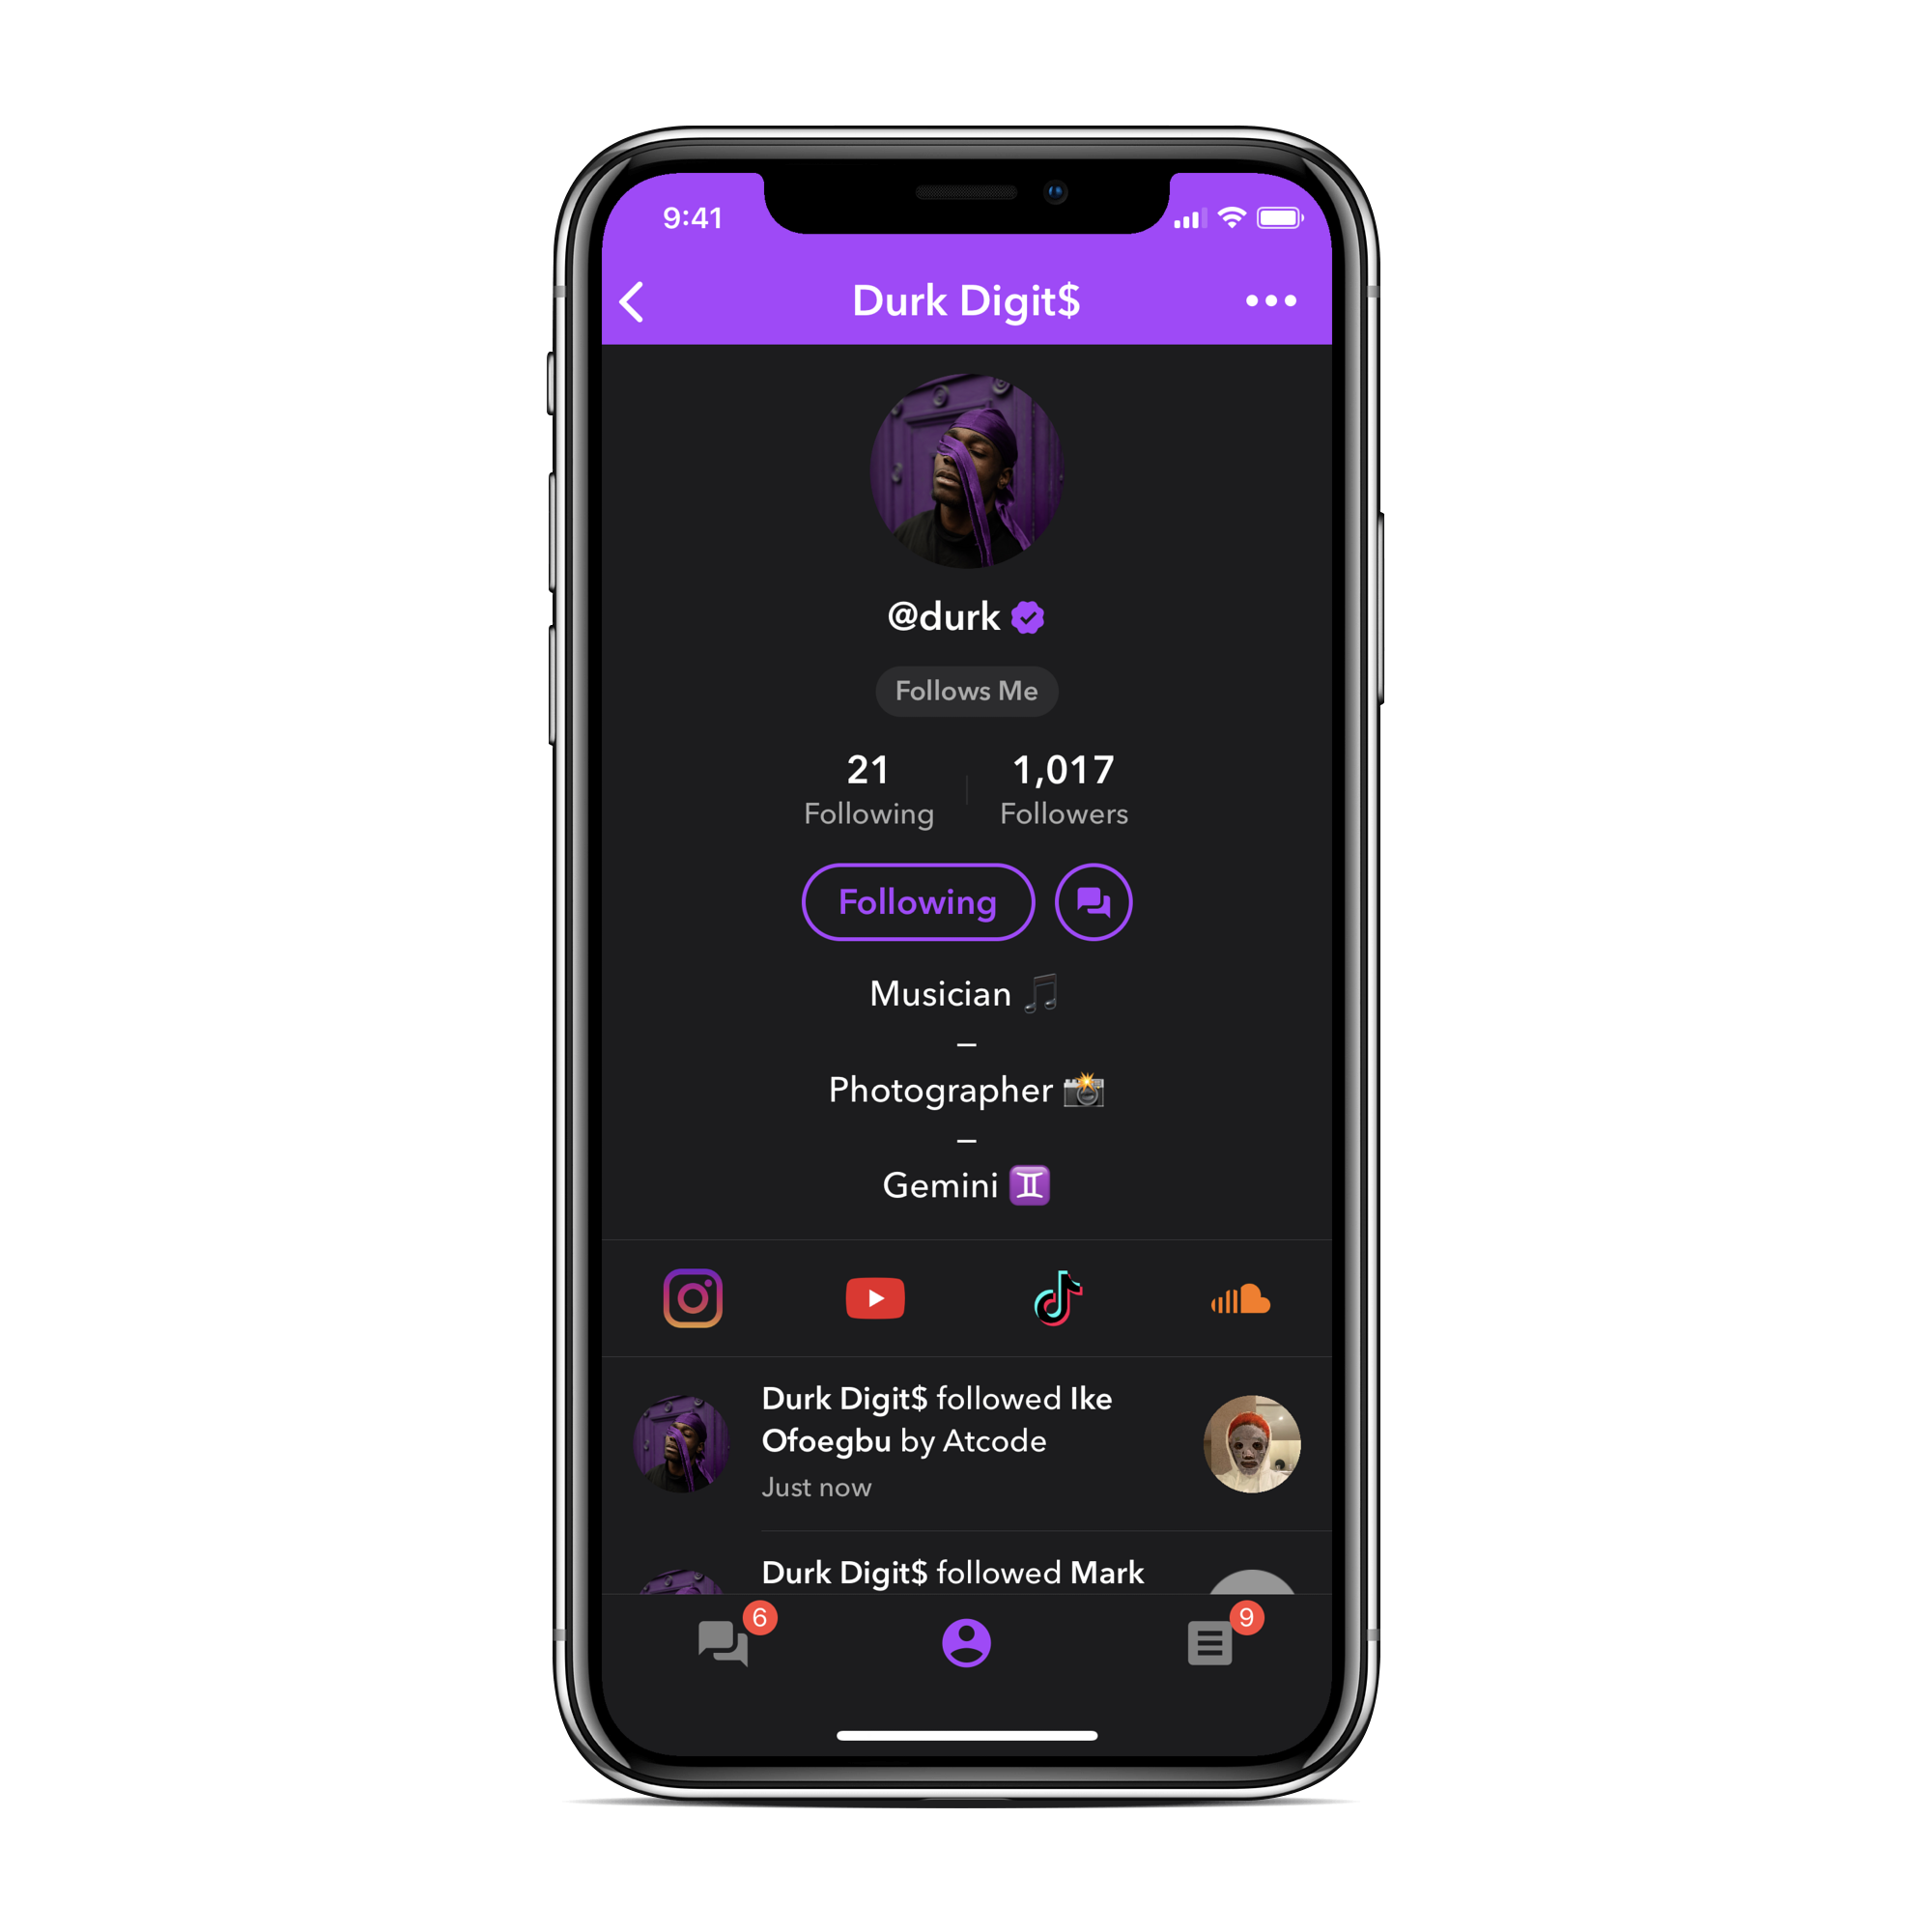 9:41
Durk Digit$
@durk
Follows Me
21
1,017
Following
Followers
Following
Musician 🎵
–
Photographer 📸
–
Gemini ♊
Durk Digit$ followed Ike
Ofoegbu by Atcode
Just now
Durk Digit$ followed Mark
6
9